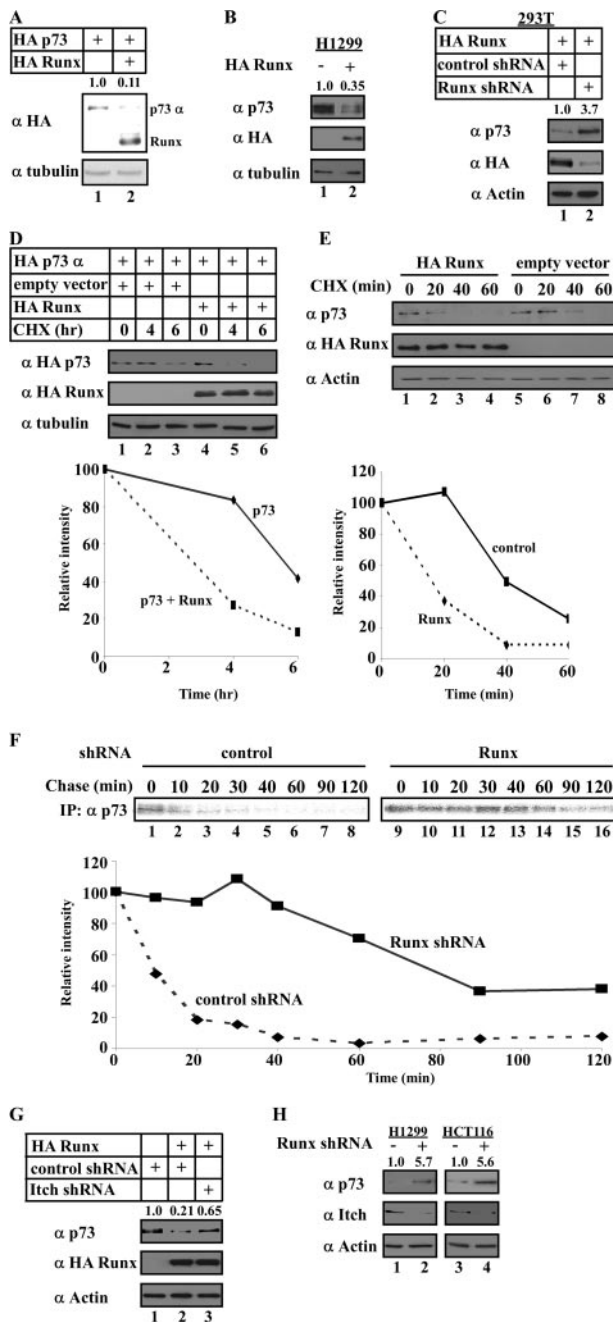 A
HA p73 + +
HA Runx +
1.0 0.11
α HA
p73 α
Runx
α tubulin
1 2
B
H1299
HA Runx - +
1.0 0.35
α p73
α HA
α tubulin
1 2
C
293T
HA Runx + +
control shRNA +
Runx shRNA +
1.0 3.7
α p73
α HA
α Actin
1 2
D
HA p73 α + + + + + +
empty vector + + +
HA Runx + + +
CHX (hr) 0 4 6 0 4 6
α HA p73
α HA Runx
α tubulin
1 2 3 4 5 6
100
80
60
40
20
0
Relative intensity
p73
p73 + Runx
0 2 4 6
Time (hr)
E
HA Runx empty vector
CHX (min) 0 20 40 60 0 20 40 60
α p73
α HA Runx
α Actin
1 2 3 4 5 6 7 8
120
100
80
60
40
20
0
Relative intensity
control
Runx
0 20 40 60
Time (min)
F
shRNA control Runx
Chase (min) 0 10 20 30 40 60 90 120 0 10 20 30 40 60 90 120
IP: α p73
1 2 3 4 5 6 7 8 9 10 11 12 13 14 15 16
120
100
80
60
40
20
0
Relative intensity
Runx shRNA
control shRNA
0 20 40 60 80 100 120
Time (min)
G
HA Runx + +
control shRNA + +
Itch shRNA +
1.0 0.21 0.65
α p73
α HA Runx
α Actin
1 2 3
H
H1299 HCT116
Runx shRNA - + - +
1.0 5.7 1.0 5.6
α p73
α Itch
α Actin
1 2 3 4